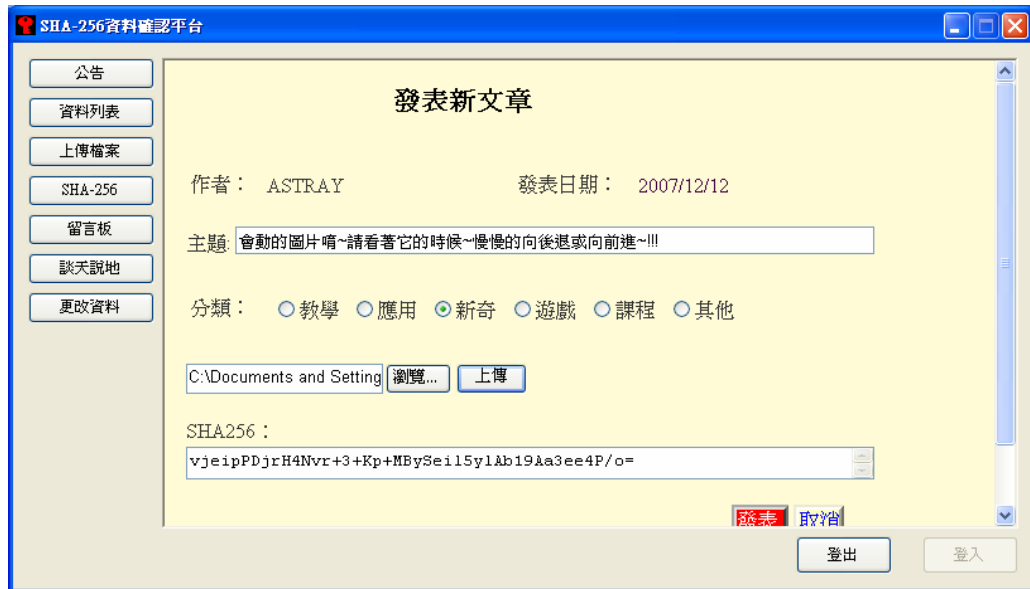 SHA-256資料確認平台
公告
資料列表
上傳檔案
SHA-256
留言板
談天說地
更改資料
發表新文章
作者： ASTRAY 發表日期： 2007/12/12
主題: 會動的圖片唷~請看著它的時候~慢慢的向後退或向前進~!!!
分類： 教學 應用 新奇 遊戲 課程 其他
C:\Documents and Setting 瀏覽... 上傳
SHA256：
vjeipPDjrH4Nvr+3+Kp+MBySeil5ylAb19Aa3ee4P/o=
發表 取消
登出 登入